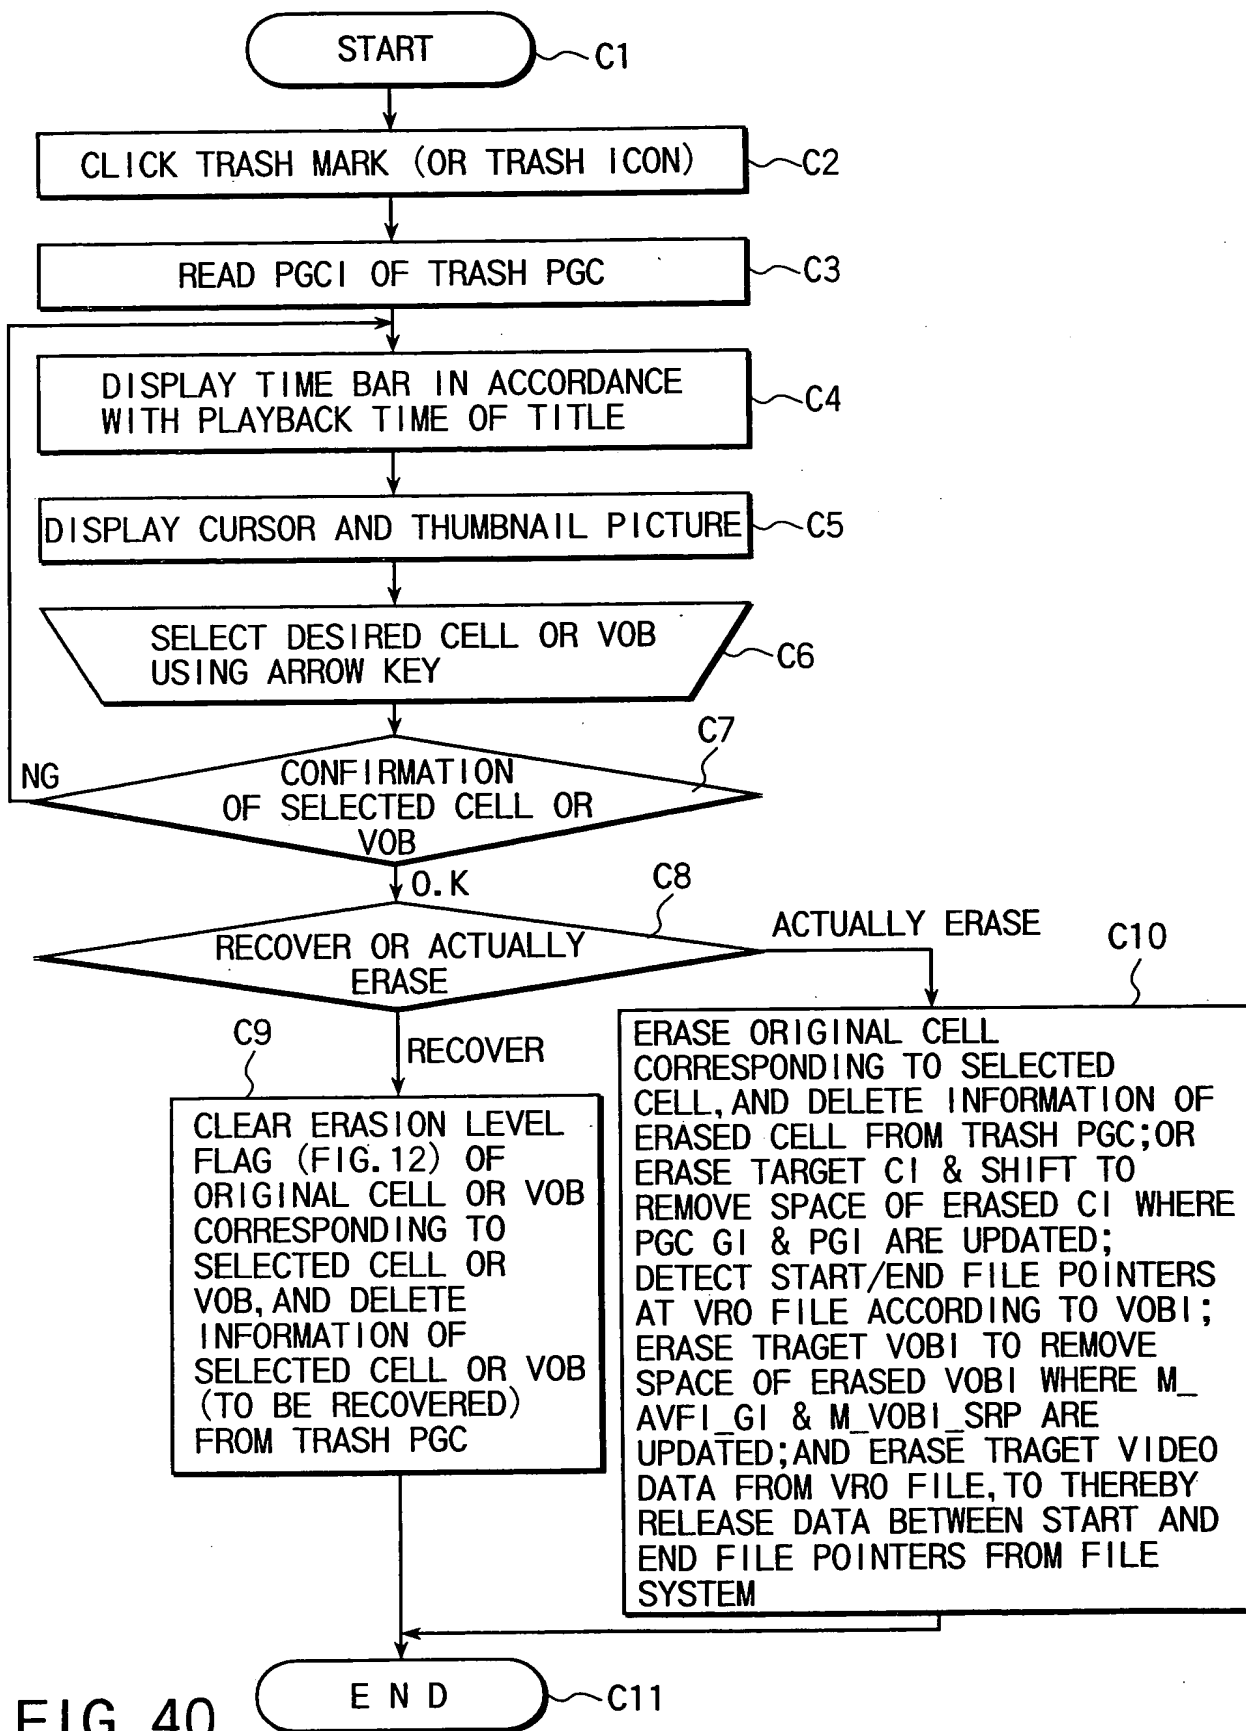 START
C1
CLICK TRASH MARK (OR TRASH ICON)
C2
READ PGCI OF TRASH PGC
C3
DISPLAY TIME BAR IN ACCORDANCE
WITH PLAYBACK TIME OF TITLE
C4
DISPLAY CURSOR AND THUMBNAIL PICTURE
C5
SELECT DESIRED CELL OR VOB
USING ARROW KEY
C6
C7
NG
CONFIRMATION
OF SELECTED CELL OR
VOB
O.K
C8
RECOVER OR ACTUALLY
ERASE
ACTUALLY ERASE
C10
C9
RECOVER
CLEAR ERASION LEVEL
FLAG (FIG.12) OF
ORIGINAL CELL OR VOB
CORRESPONDING TO
SELECTED CELL OR
VOB, AND DELETE
INFORMATION OF
SELECTED CELL OR VOB
(TO BE RECOVERED)
FROM TRASH PGC
ERASE ORIGINAL CELL
CORRESPONDING TO SELECTED
CELL, AND DELETE INFORMATION OF
ERASED CELL FROM TRASH PGC; OR
ERASE TARGET CI & SHIFT TO
REMOVE SPACE OF ERASED CI WHERE
PGC GI & PGI ARE UPDATED;
DETECT START/END FILE POINTERS
AT VRO FILE ACCORDING TO VOBI;
ERASE TRAGET VOBI TO REMOVE
SPACE OF ERASED VOBI WHERE M_
AVFI_GI & M_VOBI_SRP ARE
UPDATED; AND ERASE TRAGET VIDEO
DATA FROM VRO FILE, TO THEREBY
RELEASE DATA BETWEEN START AND
END FILE POINTERS FROM FILE
SYSTEM
END
C11
FIG. 40